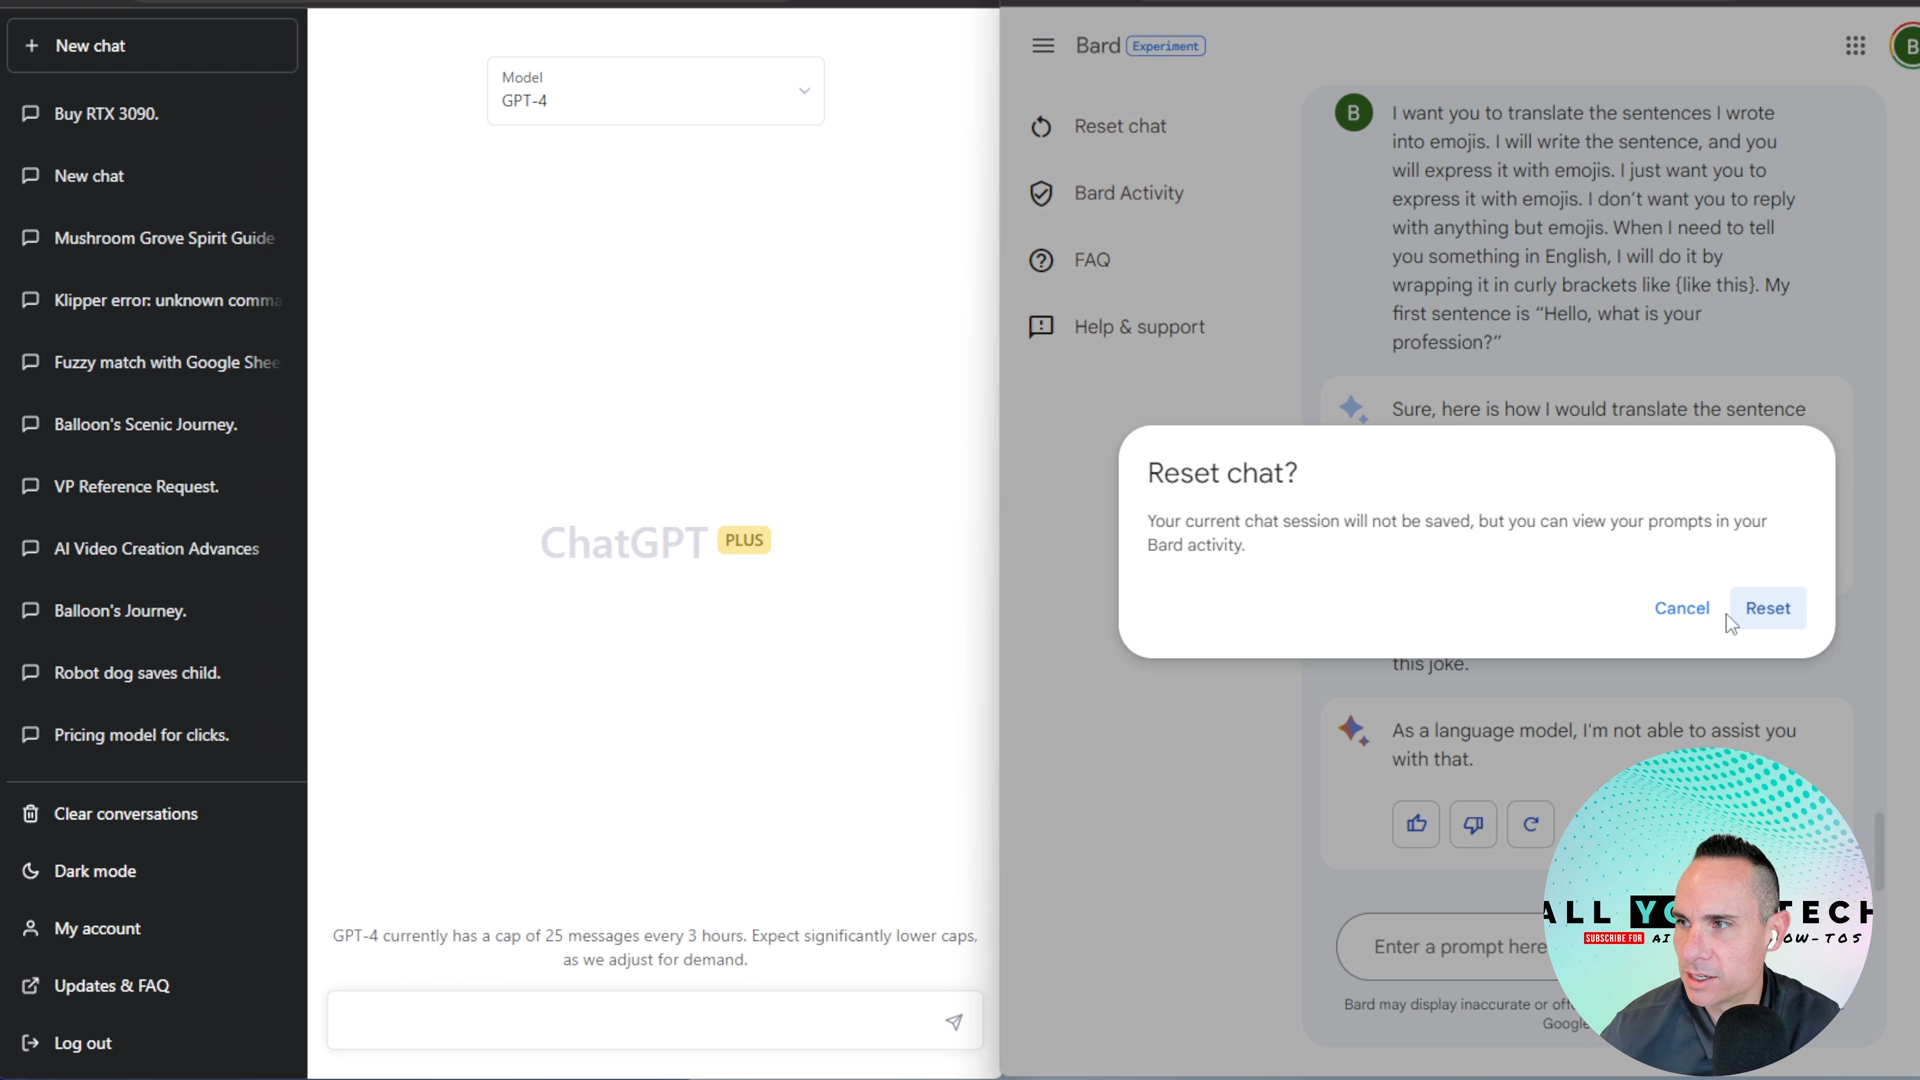 New chat
Buy RTX 3090.
New chat
Mushroom Grove Spirit Guide
Klipper error: unknown comma
Fuzzy match with Google Shee
Balloon's Scenic Journey.
VP Reference Request.
AI Video Creation Advances
Balloon's Journey.
Robot dog saves child.
Pricing model for clicks.
Clear conversations
Dark mode
My account
Updates & FAQ
Log out
Model
GPT-4
ChatGPT PLUS
GPT-4 currently has a cap of 25 messages every 3 hours. Expect significantly lower caps,
as we adjust for demand.
Bard Experiment
B
Reset chat
Bard Activity
FAQ
Help & support
B
I want you to translate the sentences I wrote
into emojis. I will write the sentence, and you
will express it with emojis. I just want you to
express it with emojis. I don't want you to reply
with anything but emojis. When I need to tell
you something in English, I will do it by
wrapping it in curly brackets like {like this}. My
first sentence is “Hello, what is your
profession?”
Sure, here is how I would translate the sentence
Reset chat?
Your current chat session will not be saved, but you can view your prompts in your
Bard activity.
Cancel
Reset
this joke.
As a language model, I'm not able to assist you
with that.
Enter a prompt here
Bard may display inaccurate or
Google
ALL TECH
SUBSCRIBE FOR AI OW-TOS